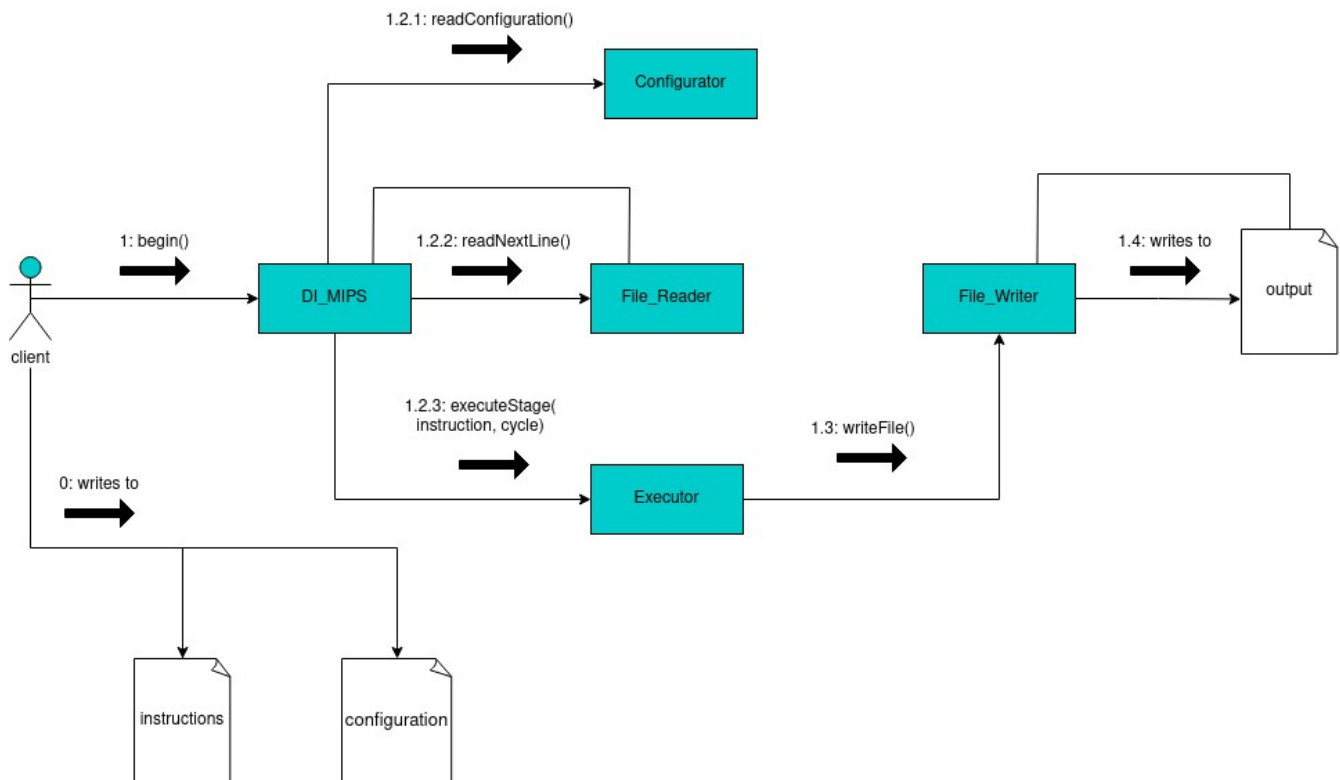 1.2.1: readConfiguration()
Configurator
1: begin()
1.2.2: readNextLine()
1.4: writes to
DI_MIPS
File_Reader
File_Writer
output
client
1.2.3: executeStage(
instruction, cycle)
1.3: writeFile()
0: writes to
Executor
instructions
configuration